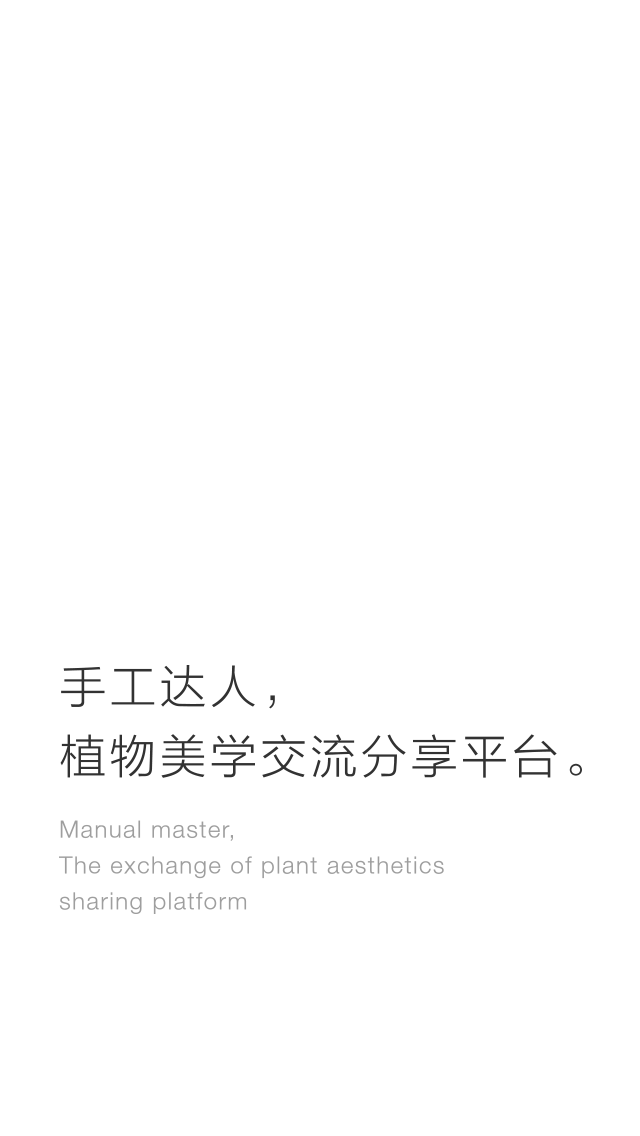 手工达人，
植物美学交流分享平台。
Manual master,
The exchange of plant aesthetics
sharing platform